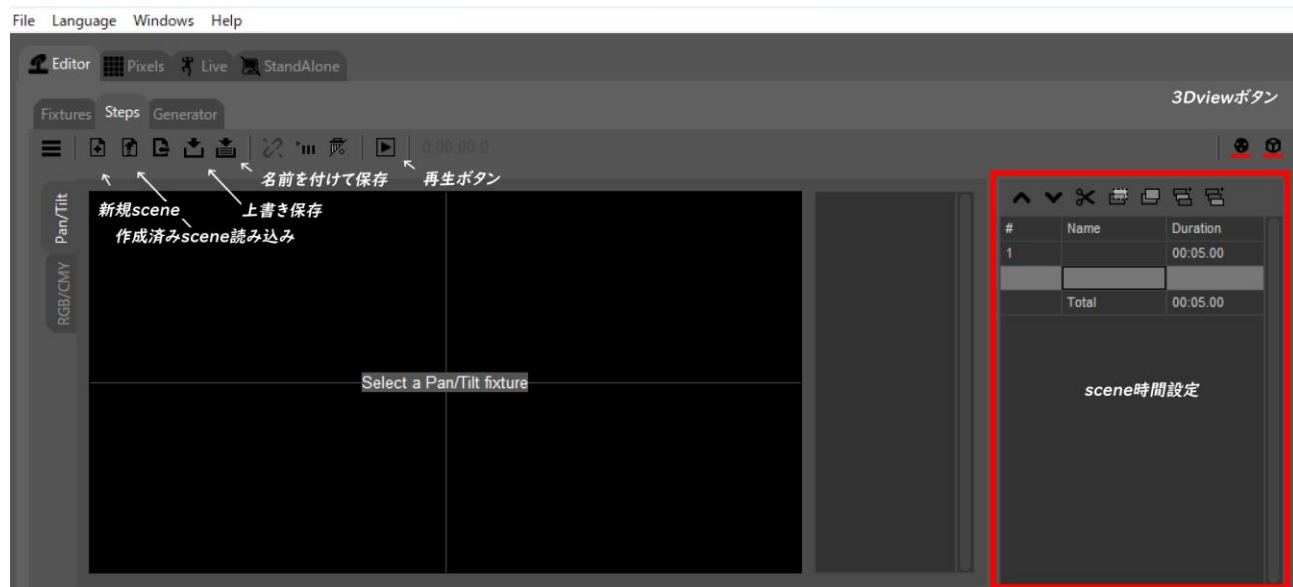 File Language Windows Help
Editor Pixels Live StandAlone
3Dviewボタン
Fixtures Steps Generator
0:00:00.0
名前を付けて保存 再生ボタン
新規scene 上書き保存
作成済みscene読み込み
Pan/Tilt
RGB/CMY
Select a Pan/Tilt fixture
# Name Duration
1 00:05.00
Total 00:05.00
scene時間設定